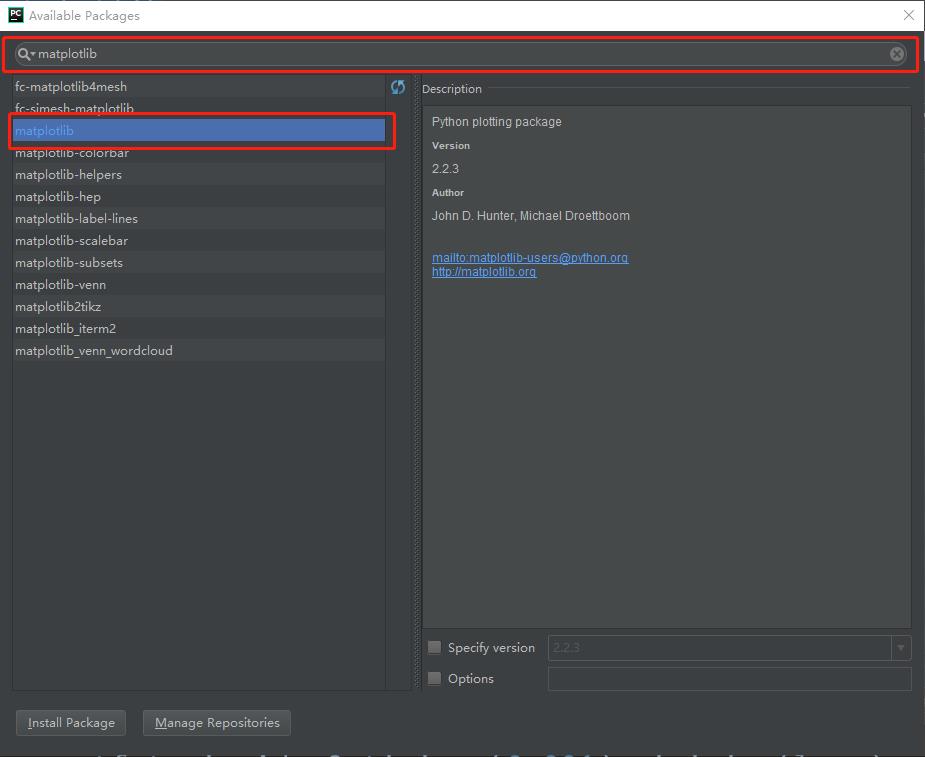 PC Available Packages
matplotlib
fc-matplotlib4mesh
fc-simesh-matplotlib
matplotlib
matplotlib-colorbar
matplotlib-helpers
matplotlib-hep
matplotlib-label-lines
matplotlib-scalebar
matplotlib-subsets
matplotlib-venn
matplotlib2tikz
matplotlib_iterm2
matplotlib_venn_wordcloud
Description
Python plotting package
Version
2.2.3
Author
John D. Hunter, Michael Droettboom
mailto:matplotlib-users@python.org
http://matplotlib.org
Specify version 2.2.3
Options
Install Package Manage Repositories